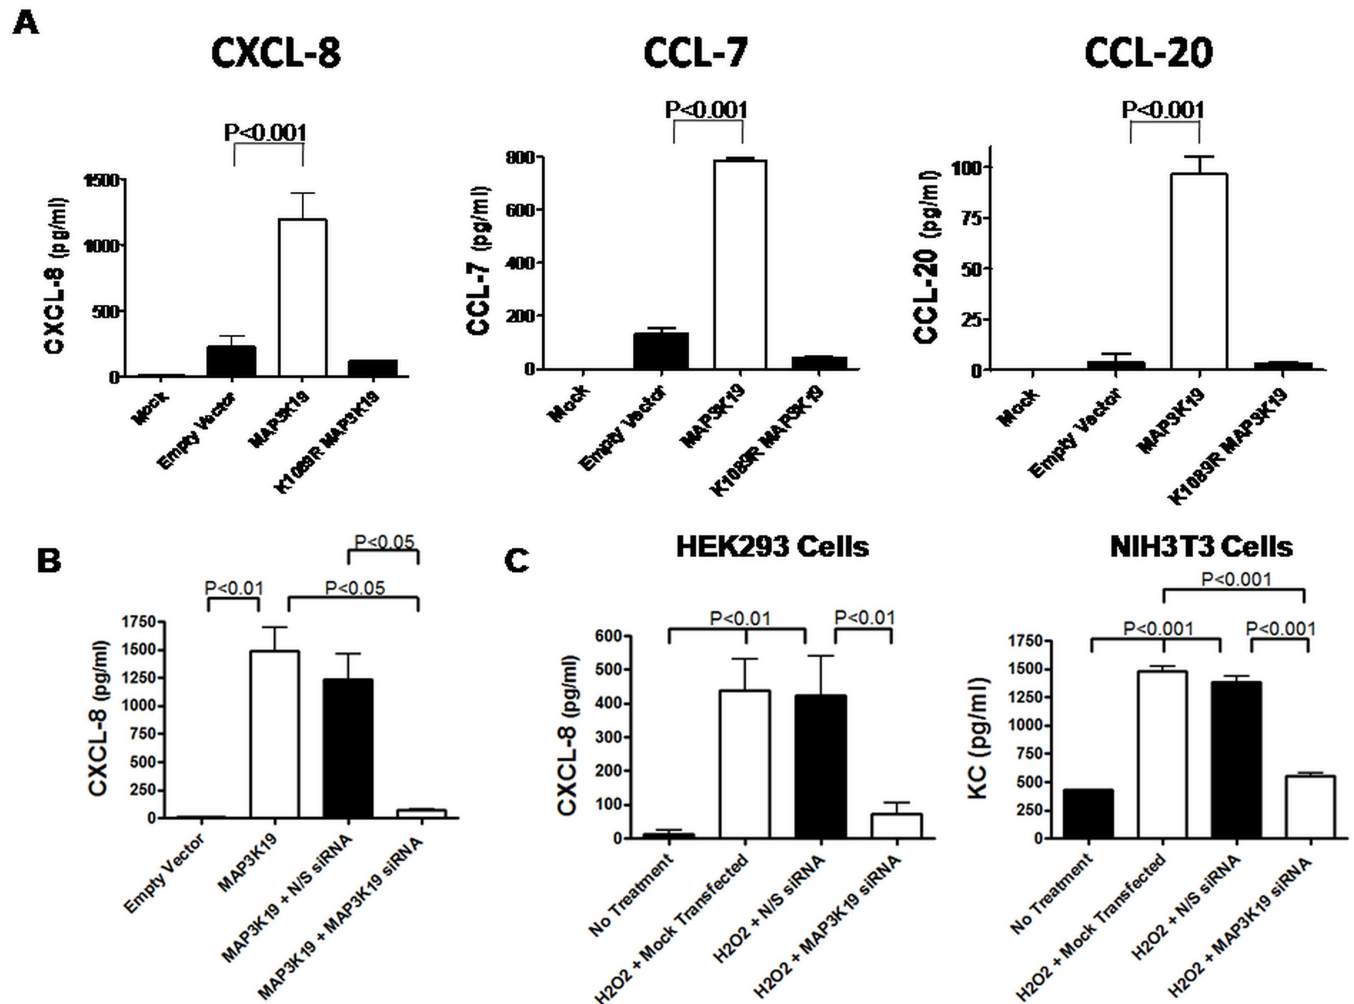 A
CXCL-8
P<0.001
CXCL-8 (pg/ml)
1500
1000
500
0
Mock
Empty Vector
MAP3K19
K1089R MAP3K19
CCL-7
P<0.001
CCL-7 (pg/ml)
800
600
400
200
0
Mock
Empty Vector
MAP3K19
K1089R MAP3K19
CCL-20
P<0.001
CCL-20 (pg/ml)
100
75
50
25
0
Mock
Empty Vector
MAP3K19
K1089R MAP3K19
B
P<0.05
P<0.01
P<0.05
CXCL-8 (pg/ml)
1750
1500
1250
1000
750
500
250
0
Empty Vector
MAP3K19
MAP3K19 + N/S siRNA
MAP3K19 + MAP3K19 siRNA
C
HEK293 Cells
P<0.01
P<0.01
CXCL-8 (pg/ml)
600
500
400
300
200
100
0
No Treatment
H2O2 + Mock Transfected
H2O2 + N/S siRNA
H2O2 + MAP3K19 siRNA
NIH3T3 Cells
P<0.001
P<0.001
P<0.001
KC (pg/ml)
1750
1500
1250
1000
750
500
250
0
No Treatment
H2O2 + Mock Transfected
H2O2 + N/S siRNA
H2O2 + MAP3K19 siRNA